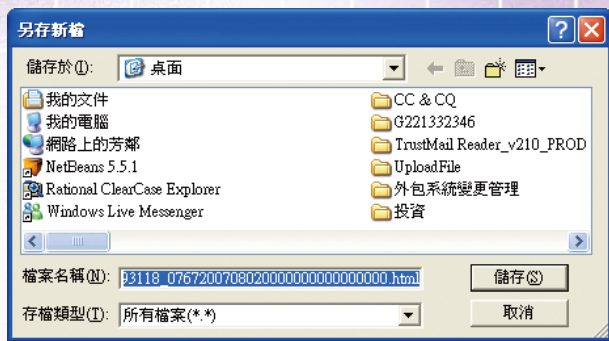 另存新檔
儲存於(I): 桌面
我的文件
我的電腦
網路上的芳鄰
NetBeans 5.5.1
Rational ClearCase Explorer
Windows Live Messenger
CC & CQ
G221332346
TrustMail Reader_v210_PROD
UploadFile
外包系統變更管理
投資
檔案名稱(N): 93118_0767200708020000000000000000.html 儲存(S)
存檔類型(T): 所有檔案(*.*) 取消